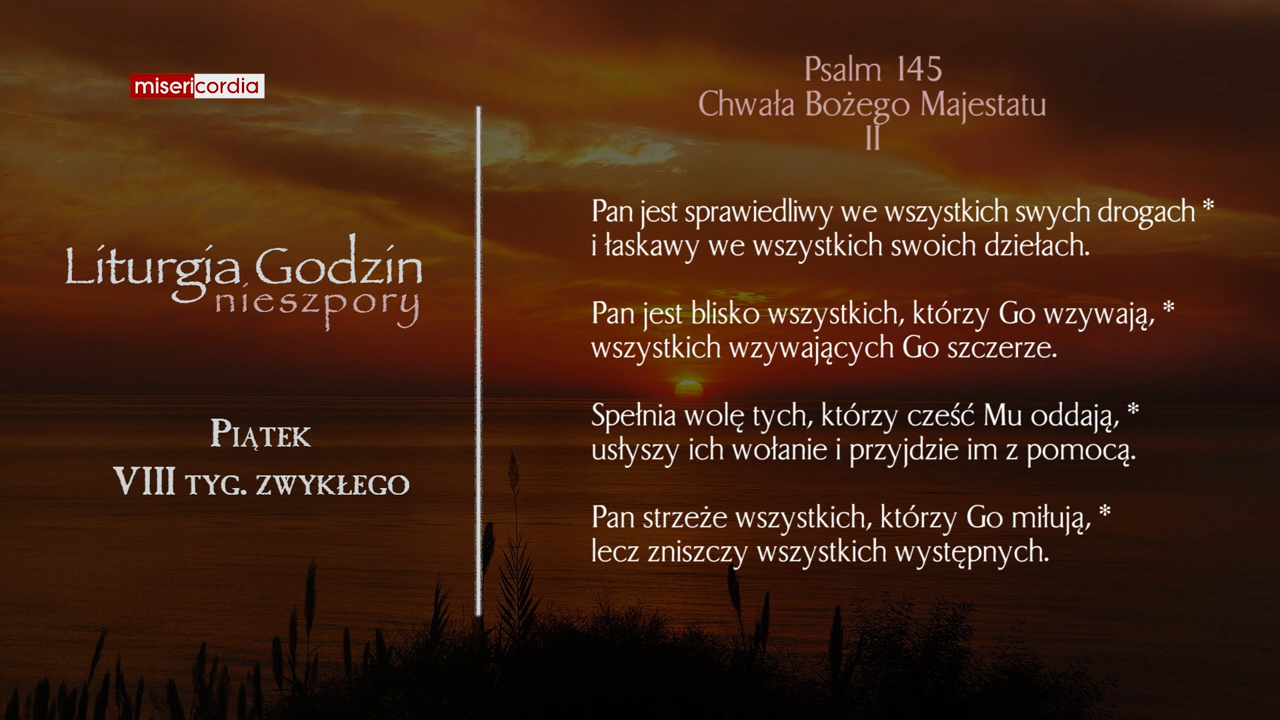 misericordia
Liturgia Godzin
nieszpory
Piątek
VIII tyg. zwykłego
Psalm 145
Chwała Bożego Majestatu
II
Pan jest sprawiedliwy we wszystkich swych drogach *
i łaskawy we wszystkich swoich dziełach.
Pan jest blisko wszystkich, którzy Go wzywają, *
wszystkich wzywających Go szczerze.
Spełnia wolę tych, którzy cześć Mu oddają, *
usłyszy ich wołanie i przyjdzie im z pomocą.
Pan strzeże wszystkich, którzy Go miłują, *
lecz zniszczy wszystkich występnych.